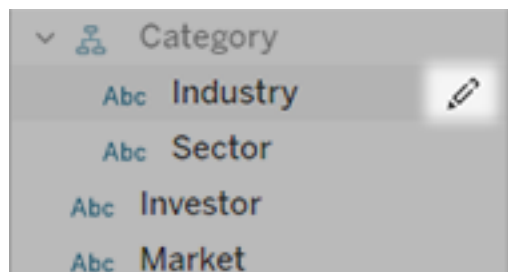 Category
Abc Industry
Abc Sector
Abc Investor
Abc Market